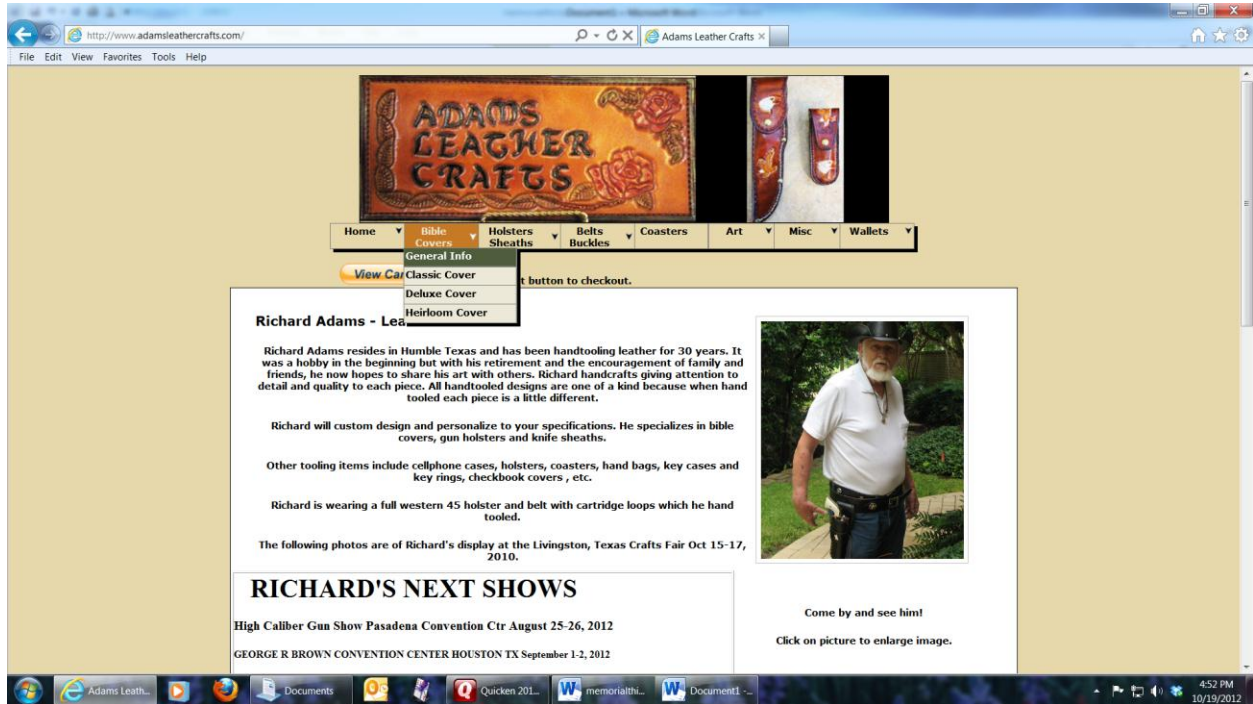 Document1 - Microsoft Word
http://www.adamsleathercrafts.com/
Adams Leather Crafts
File Edit View Favorites Tools Help
ADAMS
LEATHER
CRAFTS
Home
Bible
Covers
Holsters
Sheaths
Belts
Buckles
Coasters
Art
Misc
Wallets
General Info
Classic Cover
Deluxe Cover
Heirloom Cover
View Car
t button to checkout.
Richard Adams - Lea
Richard Adams resides in Humble Texas and has been handtooling leather for 30 years. It
was a hobby in the beginning but with his retirement and the encouragement of family and
friends, he now hopes to share his art with others. Richard handcrafts giving attention to
detail and quality to each piece. All handtooled designs are one of a kind because when hand
tooled each piece is a little different.
Richard will custom design and personalize to your specifications. He specializes in bible
covers, gun holsters and knife sheaths.
Other tooling items include cellphone cases, holsters, coasters, hand bags, key cases and
key rings, checkbook covers , etc.
Richard is wearing a full western 45 holster and belt with cartridge loops which he hand
tooled.
The following photos are of Richard's display at the Livingston, Texas Crafts Fair Oct 15-17,
2010.
RICHARD'S NEXT SHOWS
High Caliber Gun Show Pasadena Convention Ctr August 25-26, 2012
GEORGE R BROWN CONVENTION CENTER HOUSTON TX September 1-2, 2012
Come by and see him!
Click on picture to enlarge image.
Adams Leath...
Documents
Quicken 201...
memorialthi...
Document1 -...
4:52 PM
10/19/2012